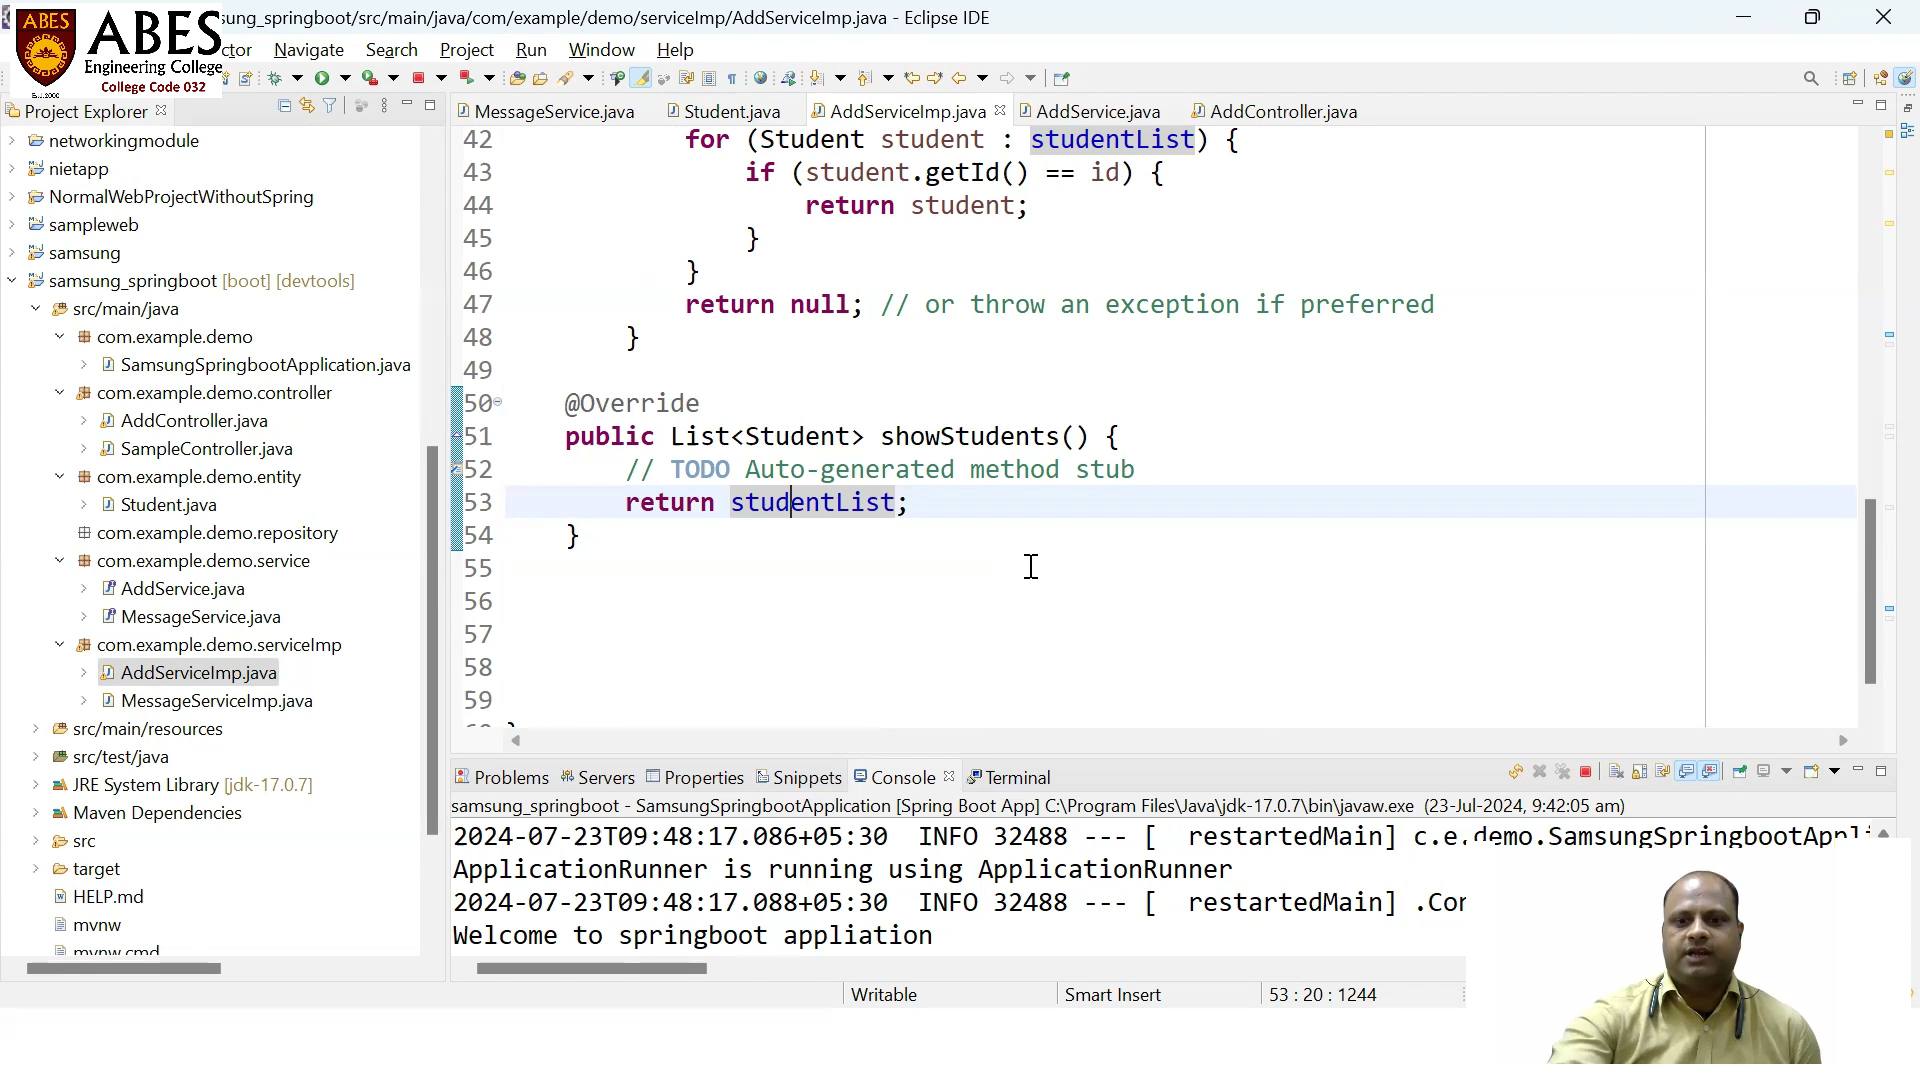 ABES
ABES
Engineering College
College Code 032
Est.2000
sung_springboot/src/main/java/com/example/demo/serviceImp/AddServiceImp.java - Eclipse IDE
ctor Navigate Search Project Run Window Help
Project Explorer
networkingmodule
nietapp
NormalWebProjectWithoutSpring
sampleweb
samsung
samsung_springboot [boot] [devtools]
src/main/java
com.example.demo
SamsungSpringbootApplication.java
com.example.demo.controller
AddController.java
SampleController.java
com.example.demo.entity
Student.java
com.example.demo.repository
com.example.demo.service
AddService.java
MessageService.java
com.example.demo.serviceImp
AddServiceImp.java
MessageServiceImp.java
src/main/resources
src/test/java
JRE System Library [jdk-17.0.7]
Maven Dependencies
src
target
HELP.md
mvnw
mvnw.cmd
MessageService.java Student.java AddServiceImp.java AddService.java AddController.java
42 for (Student student : studentList) {
43 if (student.getId() == id) {
44 return student;
45 }
46 }
47 return null; // or throw an exception if preferred
48 }
49
50 @Override
51 public List<Student> showStudents() {
52 // TODO Auto-generated method stub
53 return studentList;
54 }
55
56
57
58
59
60 }
Problems Servers Properties Snippets Console Terminal
samsung_springboot - SamsungSpringbootApplication [Spring Boot App] C:\Program Files\Java\jdk-17.0.7\bin\javaw.exe (23-Jul-2024, 9:42:05 am)
2024-07-23T09:48:17.086+05:30 INFO 32488 --- [ restartedMain] c.e.demo.SamsungSpringbootAppli
ApplicationRunner is running using ApplicationRunner
2024-07-23T09:48:17.088+05:30 INFO 32488 --- [ restartedMain] .Con
Welcome to springboot appliation
Writable Smart Insert 53 : 20 : 1244